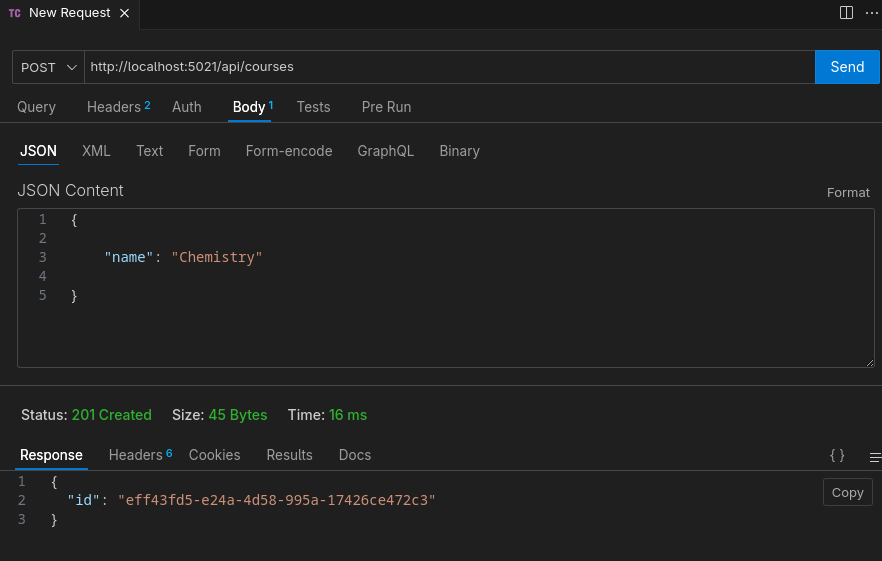 TC New Request
POST http://localhost:5021/api/courses Send
Query Headers 2 Auth Body 1 Tests Pre Run
JSON XML Text Form Form-encode GraphQL Binary
JSON Content Format
1 {
2
3 "name": "Chemistry"
4
5 }
Status: 201 Created Size: 45 Bytes Time: 16 ms
Response Headers 6 Cookies Results Docs { }
1 {
2 "id": "eff43fd5-e24a-4d58-995a-17426ce472c3"
3 }
Copy